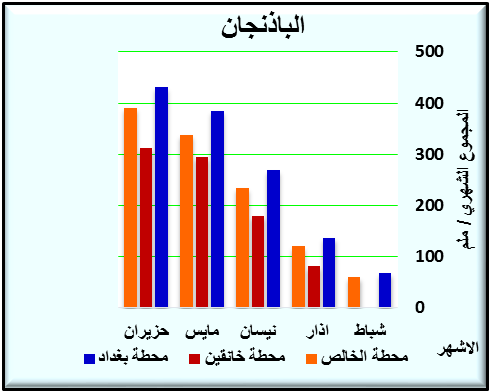 الباذنجان
500
400
300
200
100
0
المجموع الشهري / ملم
شباط اذار نيسان مايس حزيران
الاشهر
محطة الخالص محطة خانقين محطة بغداد